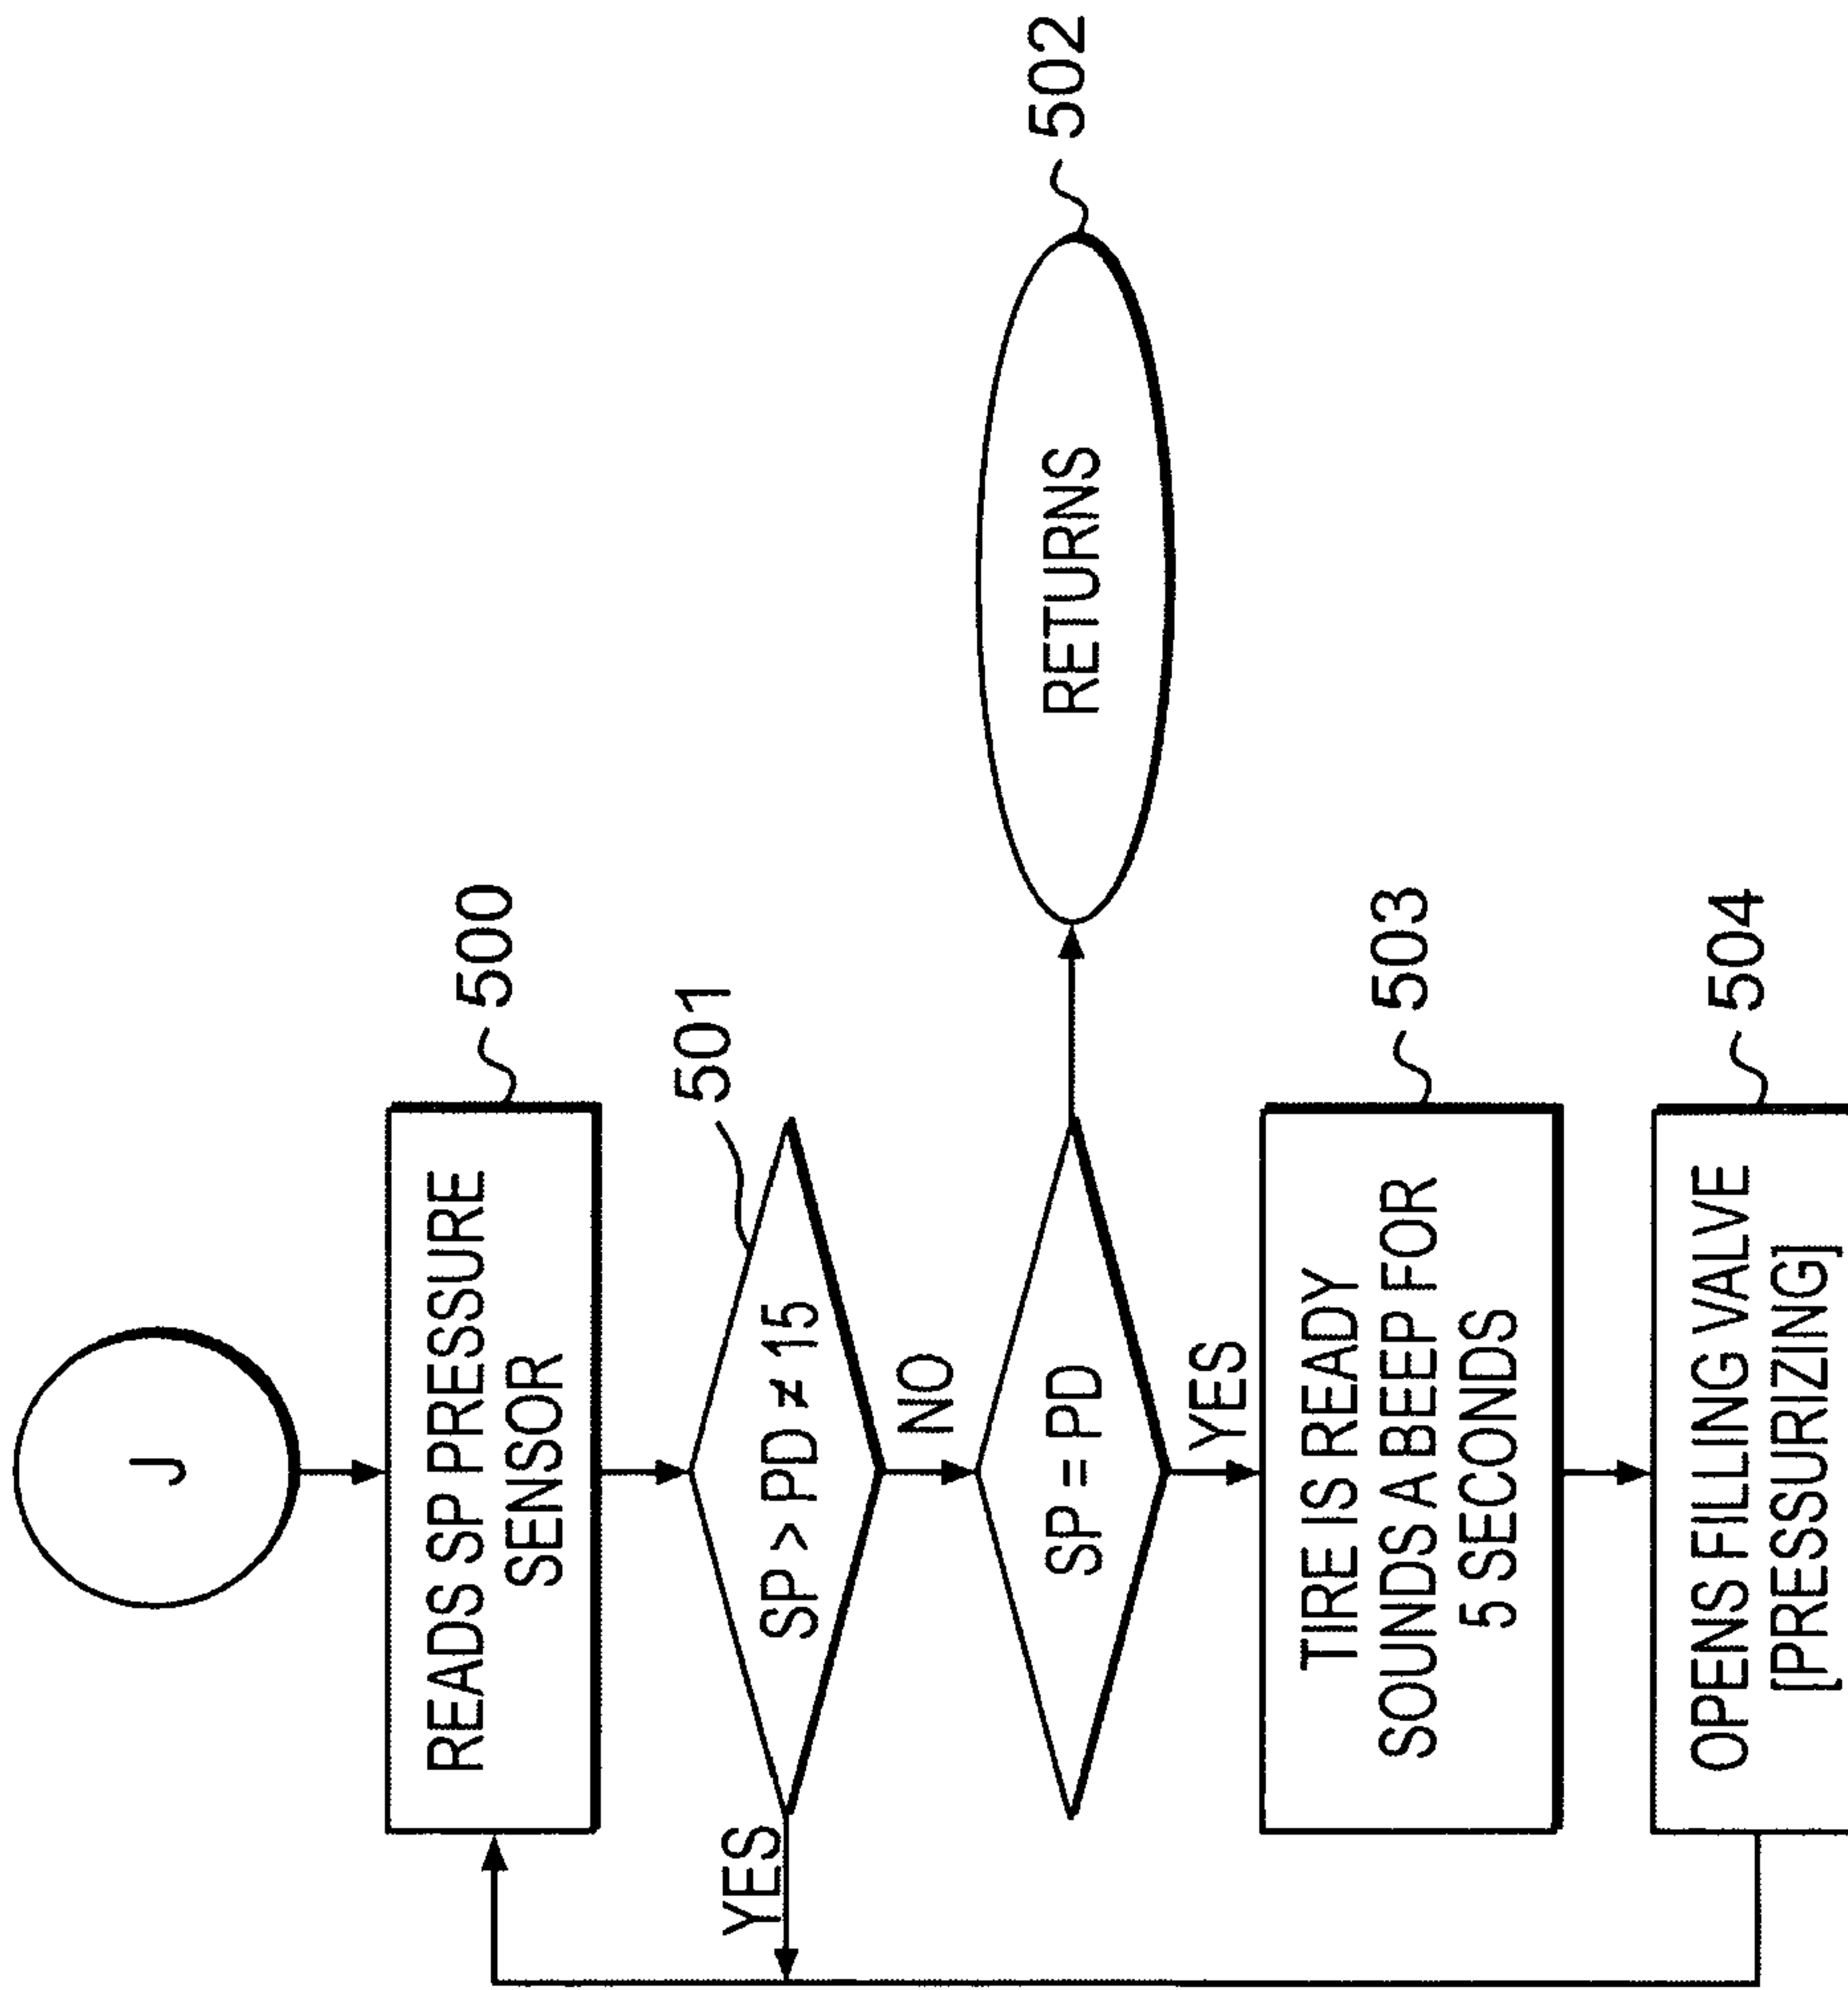 J
READS SP PRESSURE
SENSOR
500
501
SP > PD ≠ 15
YES
NO
SP = PD
RETURNS
502
YES
TIRE IS READY
SOUNDS A BEEP FOR
5 SECONDS
503
OPENS FILLING VALVE
[PRESSURIZING]
504